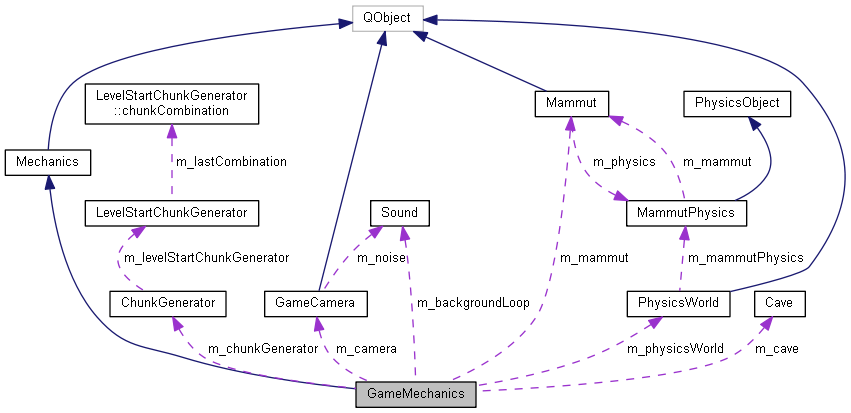 QObject
LevelStartChunkGenerator
::chunkCombination
Mammut
PhysicsObject
Mechanics
m_lastCombination
m_physics
m_mammut
LevelStartChunkGenerator
Sound
MammutPhysics
m_levelStartChunkGenerator
m_noise
m_mammut
m_mammutPhysics
ChunkGenerator
GameCamera
m_backgroundLoop
PhysicsWorld
Cave
m_chunkGenerator
m_camera
m_physicsWorld
m_cave
GameMechanics